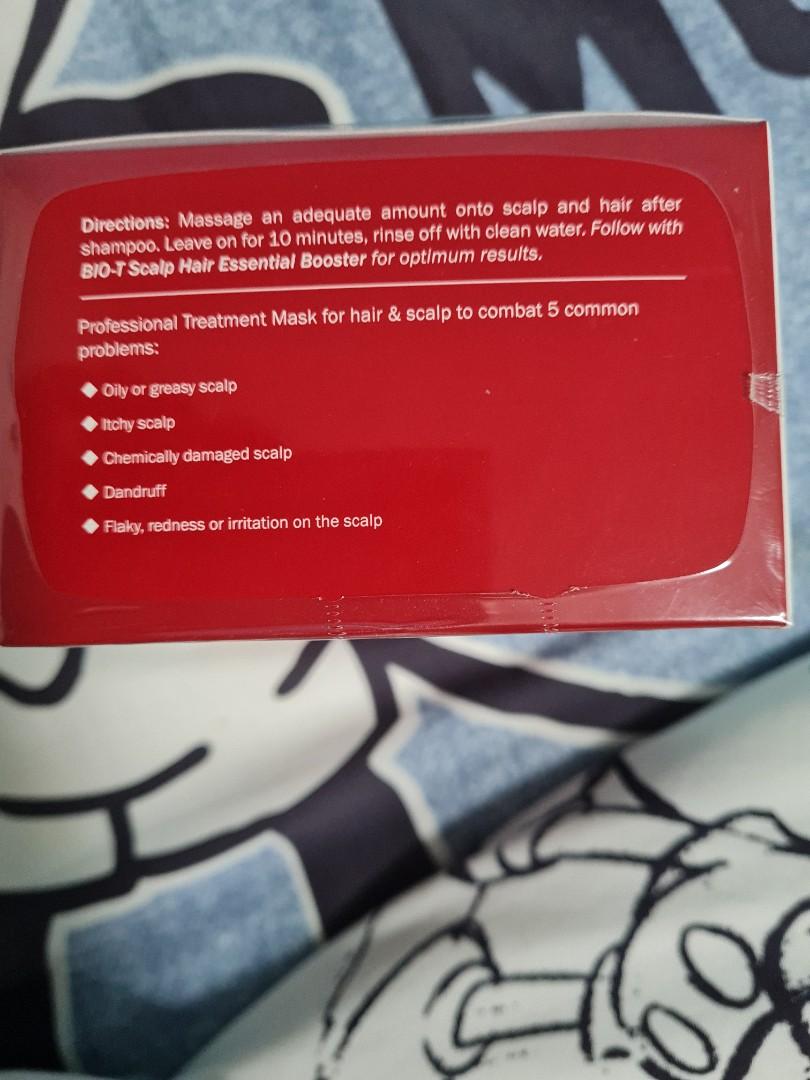 Directions: Massage an adequate amount onto scalp and hair after
shampoo. Leave on for 10 minutes, rinse off with clean water. Follow with
BIO-T Scalp Hair Essential Booster for optimum results.
Professional Treatment Mask for hair & scalp to combat 5 common
problems:
◆ Oily or greasy scalp
◆ Itchy scalp
◆ Chemically damaged scalp
◆ Dandruff
◆ Flaky, redness or irritation on the scalp